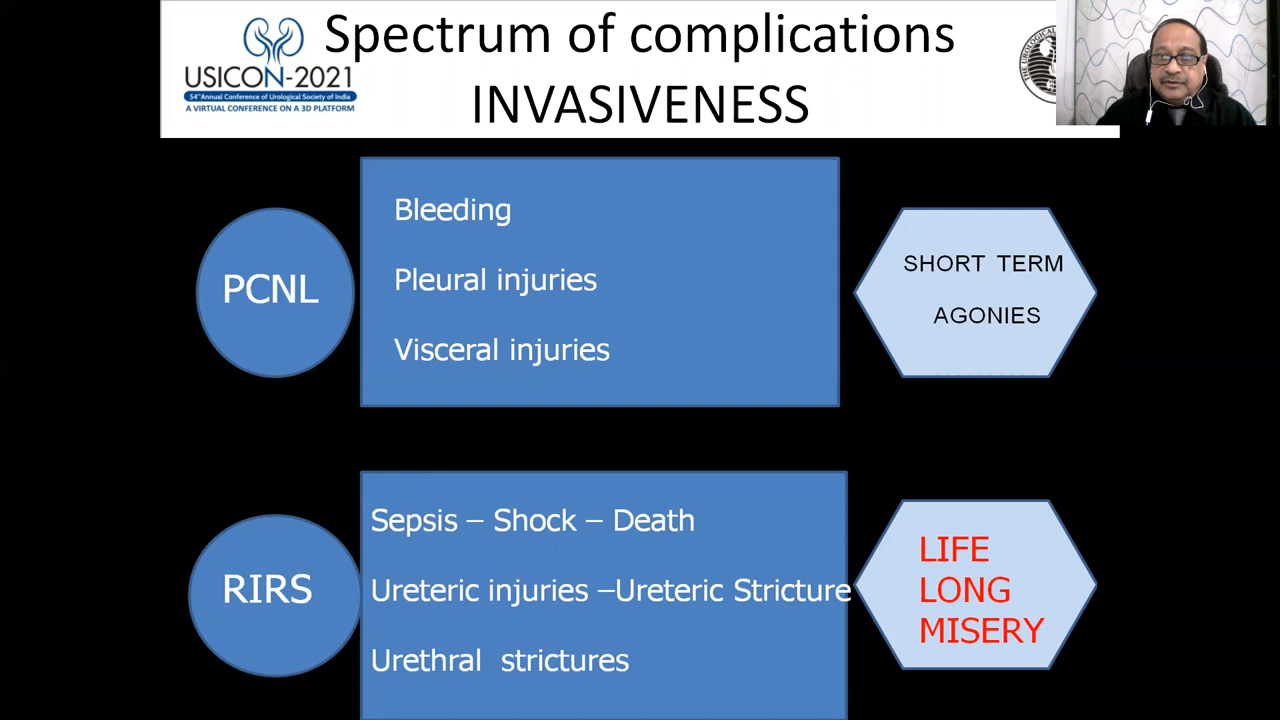 Spectrum of complications
INVASIVENESS
USICON-2021
54th Annual Conference of Urological Society of India
A VIRTUAL CONFERENCE ON A 3D PLATFORM
THE UROLOGICAL
PCNL
Bleeding
Pleural injuries
Visceral injuries
SHORT TERM
AGONIES
RIRS
Sepsis – Shock – Death
Ureteric injuries –Ureteric Stricture
Urethral strictures
LIFE
LONG
MISERY